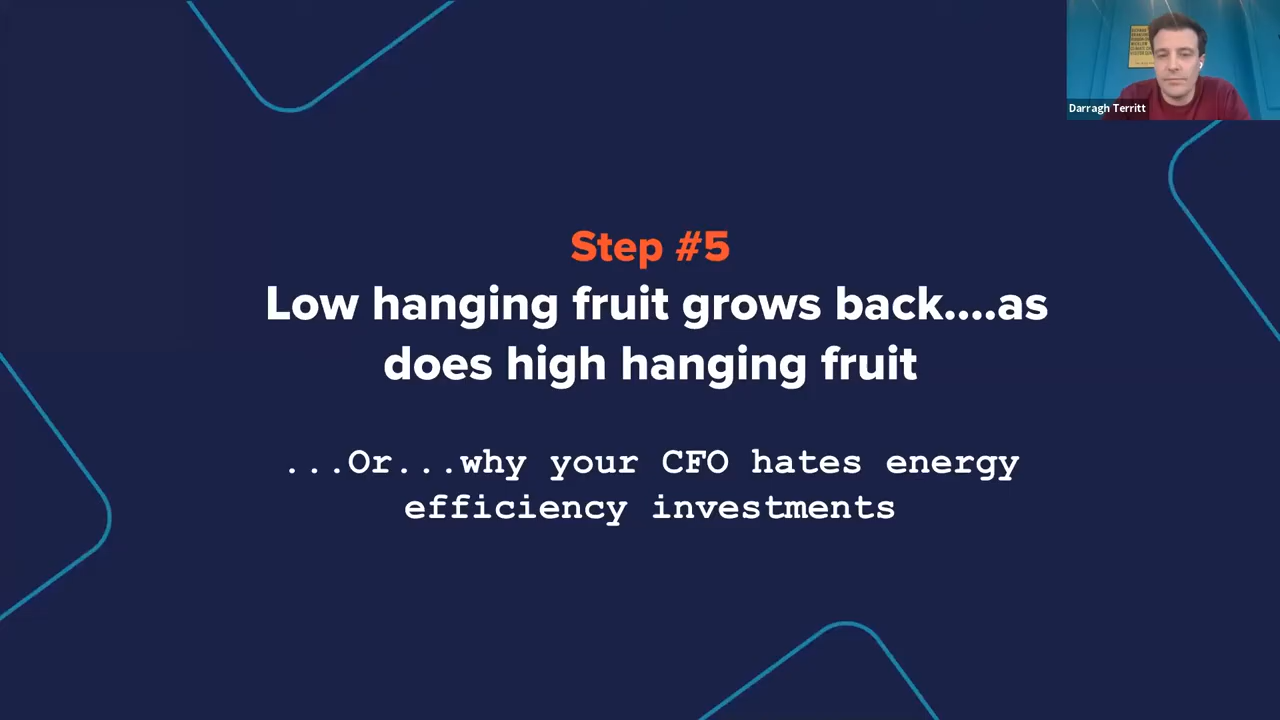 Darragh Territt
Step #5
Low hanging fruit grows back....as
does high hanging fruit
...Or...why your CFO hates energy
efficiency investments